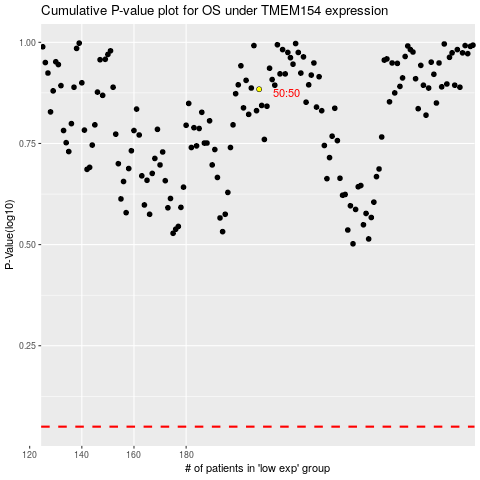 Cumulative P-value plot for OS under TMEM154 expression
P-Value(log10)
1.00
0.75
0.50
0.25
50:50
120 140 160 180
# of patients in 'low exp' group